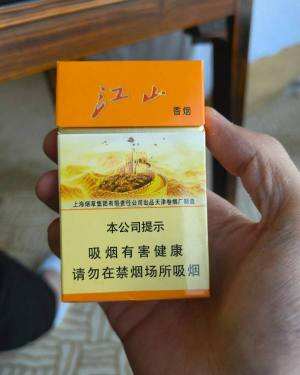 江山
香烟
上海烟草集团有限责任公司出品天津卷烟厂制造
本公司提示
吸烟有害健康
请勿在禁烟场所吸烟